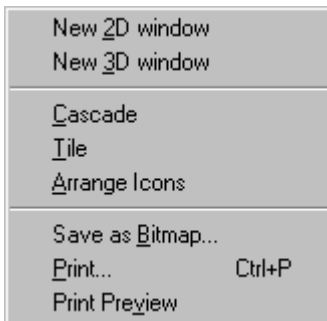 New 2D window
New 3D window
Cascade
Tile
Arrange Icons
Save as Bitmap...
Print... Ctrl+P
Print Preview